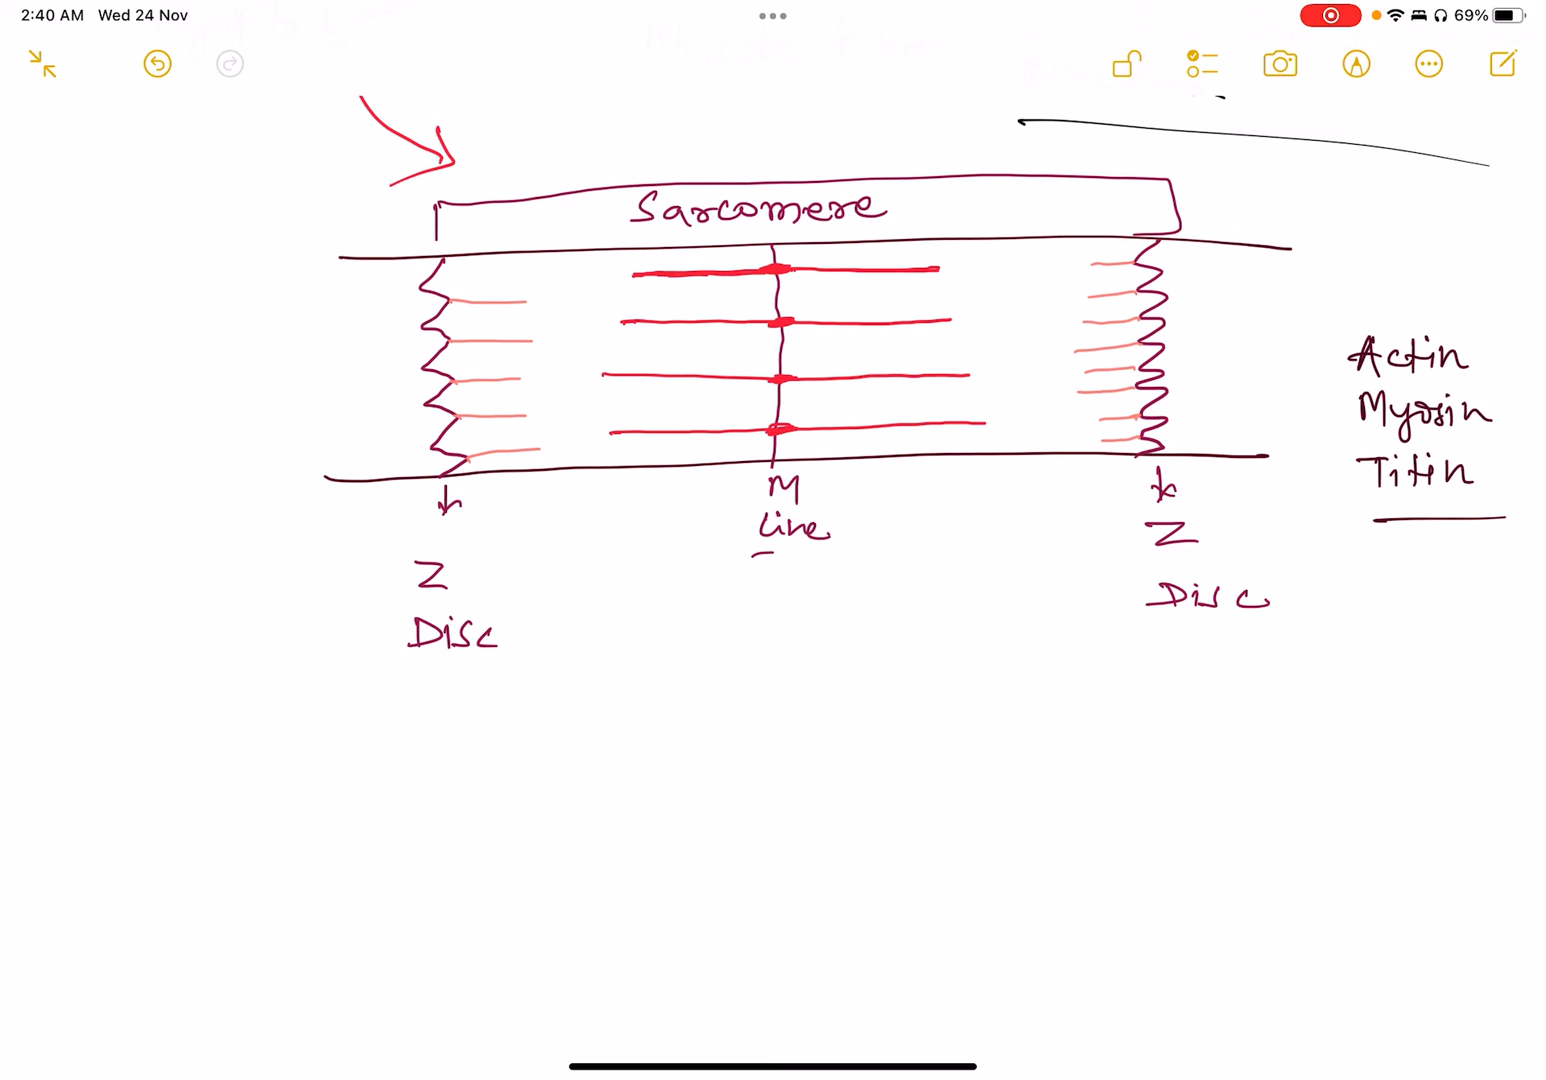 2:40 AM Wed 24 Nov
69%
Sarcomere
Actin
Myosin
Titin
M
Line
Z
Disc
Z
Disc